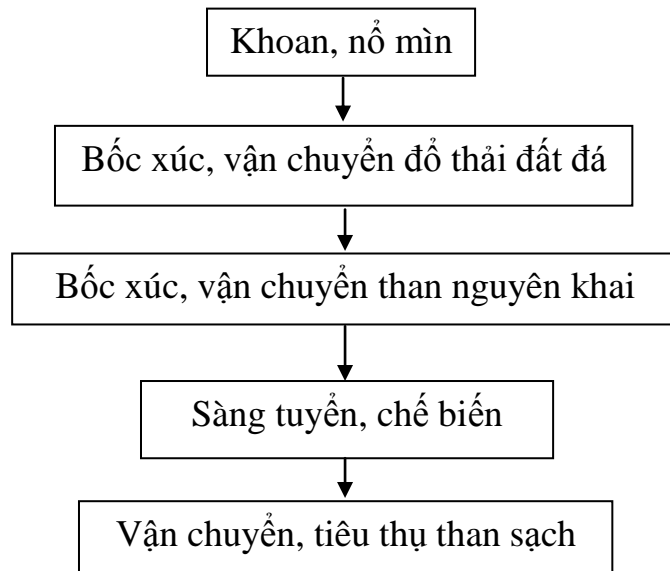 Khoan, nổ mìn
Bốc xúc, vận chuyển đổ thải đất đá
Bốc xúc, vận chuyển than nguyên khai
Sàng tuyển, chế biến
Vận chuyển, tiêu thụ than sạch